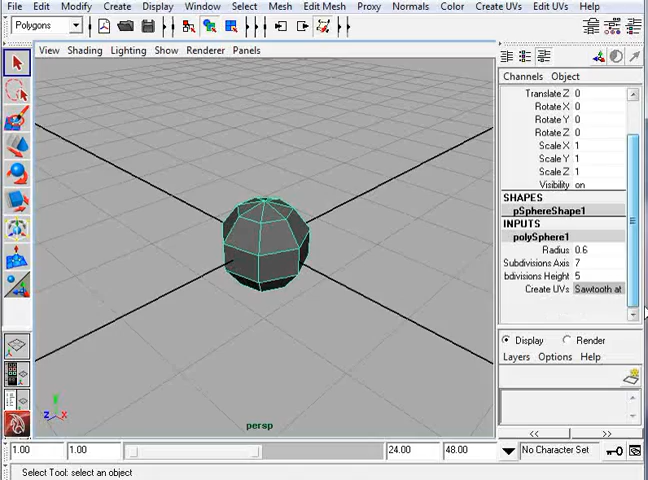 File Edit Modify Create Display Window Select Mesh Edit Mesh Proxy Normals Color Create UVs Edit UVs Help
Polygons
View Shading Lighting Show Renderer Panels
Channels Object
Translate Z 0
Rotate X 0
Rotate Y 0
Rotate Z 0
Scale X 1
Scale Y 1
Scale Z 1
Visibility on
SHAPES
pSphereShape1
INPUTS
polySphere1
Radius 0.6
Subdivisions Axis 7
bdivisions Height 5
Create UVs Sawtooth at
Display Render
Layers Options Help
y
z x
persp
<< >>
1.00 1.00 24.00 48.00 No Character Set
Select Tool: select an object